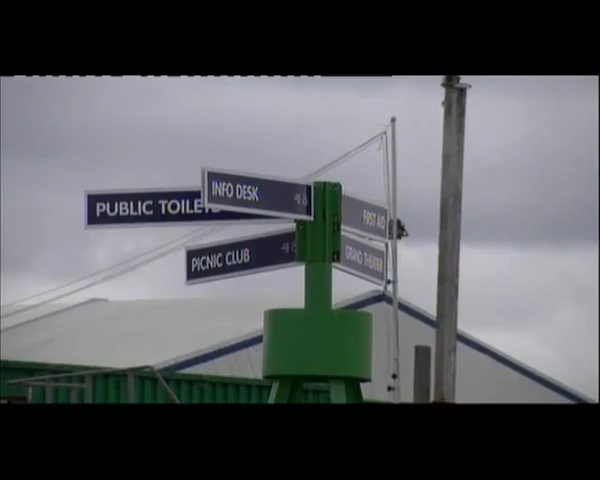 INFO DESK
PUBLIC TOILETS
FIRST AID
PICNIC CLUB
GRAND THEATER